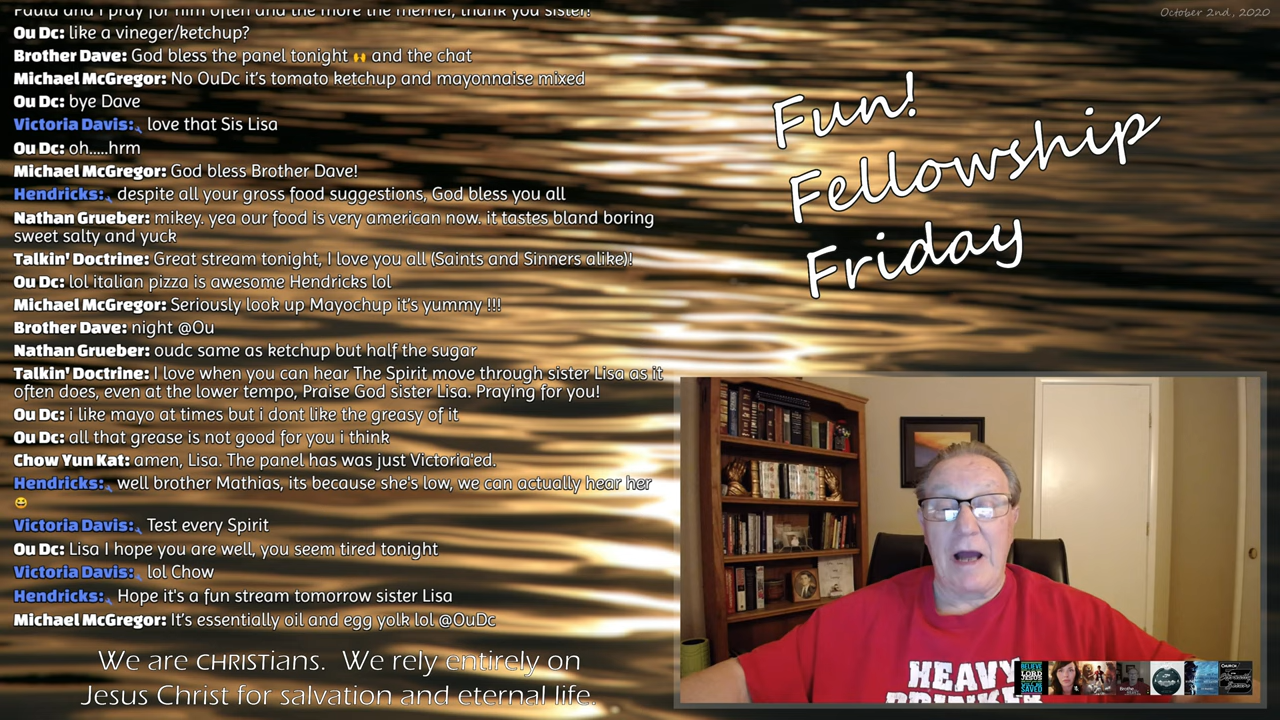 Paula and I pray for him often and the more the merrier, thank you sister!
Ou Dc: like a vineger/ketchup?
Brother Dave: God bless the panel tonight 🙌 and the chat
Michael McGregor: No OuDc it's tomato ketchup and mayonnaise mixed
Ou Dc: bye Dave
Victoria Davis: love that Sis Lisa
Ou Dc: oh.....hrm
Michael McGregor: God bless Brother Dave!
Hendricks: despite all your gross food suggestions, God bless you all
Nathan Grueber: mikey. yea our food is very american now. it tastes bland boring
sweet salty and yuck
Talkin' Doctrine: Great stream tonight, I love you all (Saints and Sinners alike)!
Ou Dc: lol italian pizza is awesome Hendricks lol
Michael McGregor: Seriously look up Mayochup it's yummy !!!
Brother Dave: night @Ou
Nathan Grueber: oudc same as ketchup but half the sugar
Talkin' Doctrine: I love when you can hear The Spirit move through sister Lisa as it
often does, even at the lower tempo, Praise God sister Lisa. Praying for you!
Ou Dc: i like mayo at times but i dont like the greasy of it
Ou Dc: all that grease is not good for you i think
Chow Yun Kat: amen, Lisa. The panel has was just Victoria'ed.
Hendricks: well brother Mathias, its because she's low, we can actually hear her
😆
Victoria Davis: Test every Spirit
Ou Dc: Lisa I hope you are well, you seem tired tonight
Victoria Davis: lol Chow
Hendricks: Hope it's a fun stream tomorrow sister Lisa
Michael McGregor: It's essentially oil and egg yolk lol @OuDc
We are CHRISTians. We rely entirely on
Jesus Christ for salvation and eternal life.
October 2nd, 2020
Fun!
Fellowship
Friday
HEAVY
DRINKER
BELIEVE
LORD
JESUS
SAVED